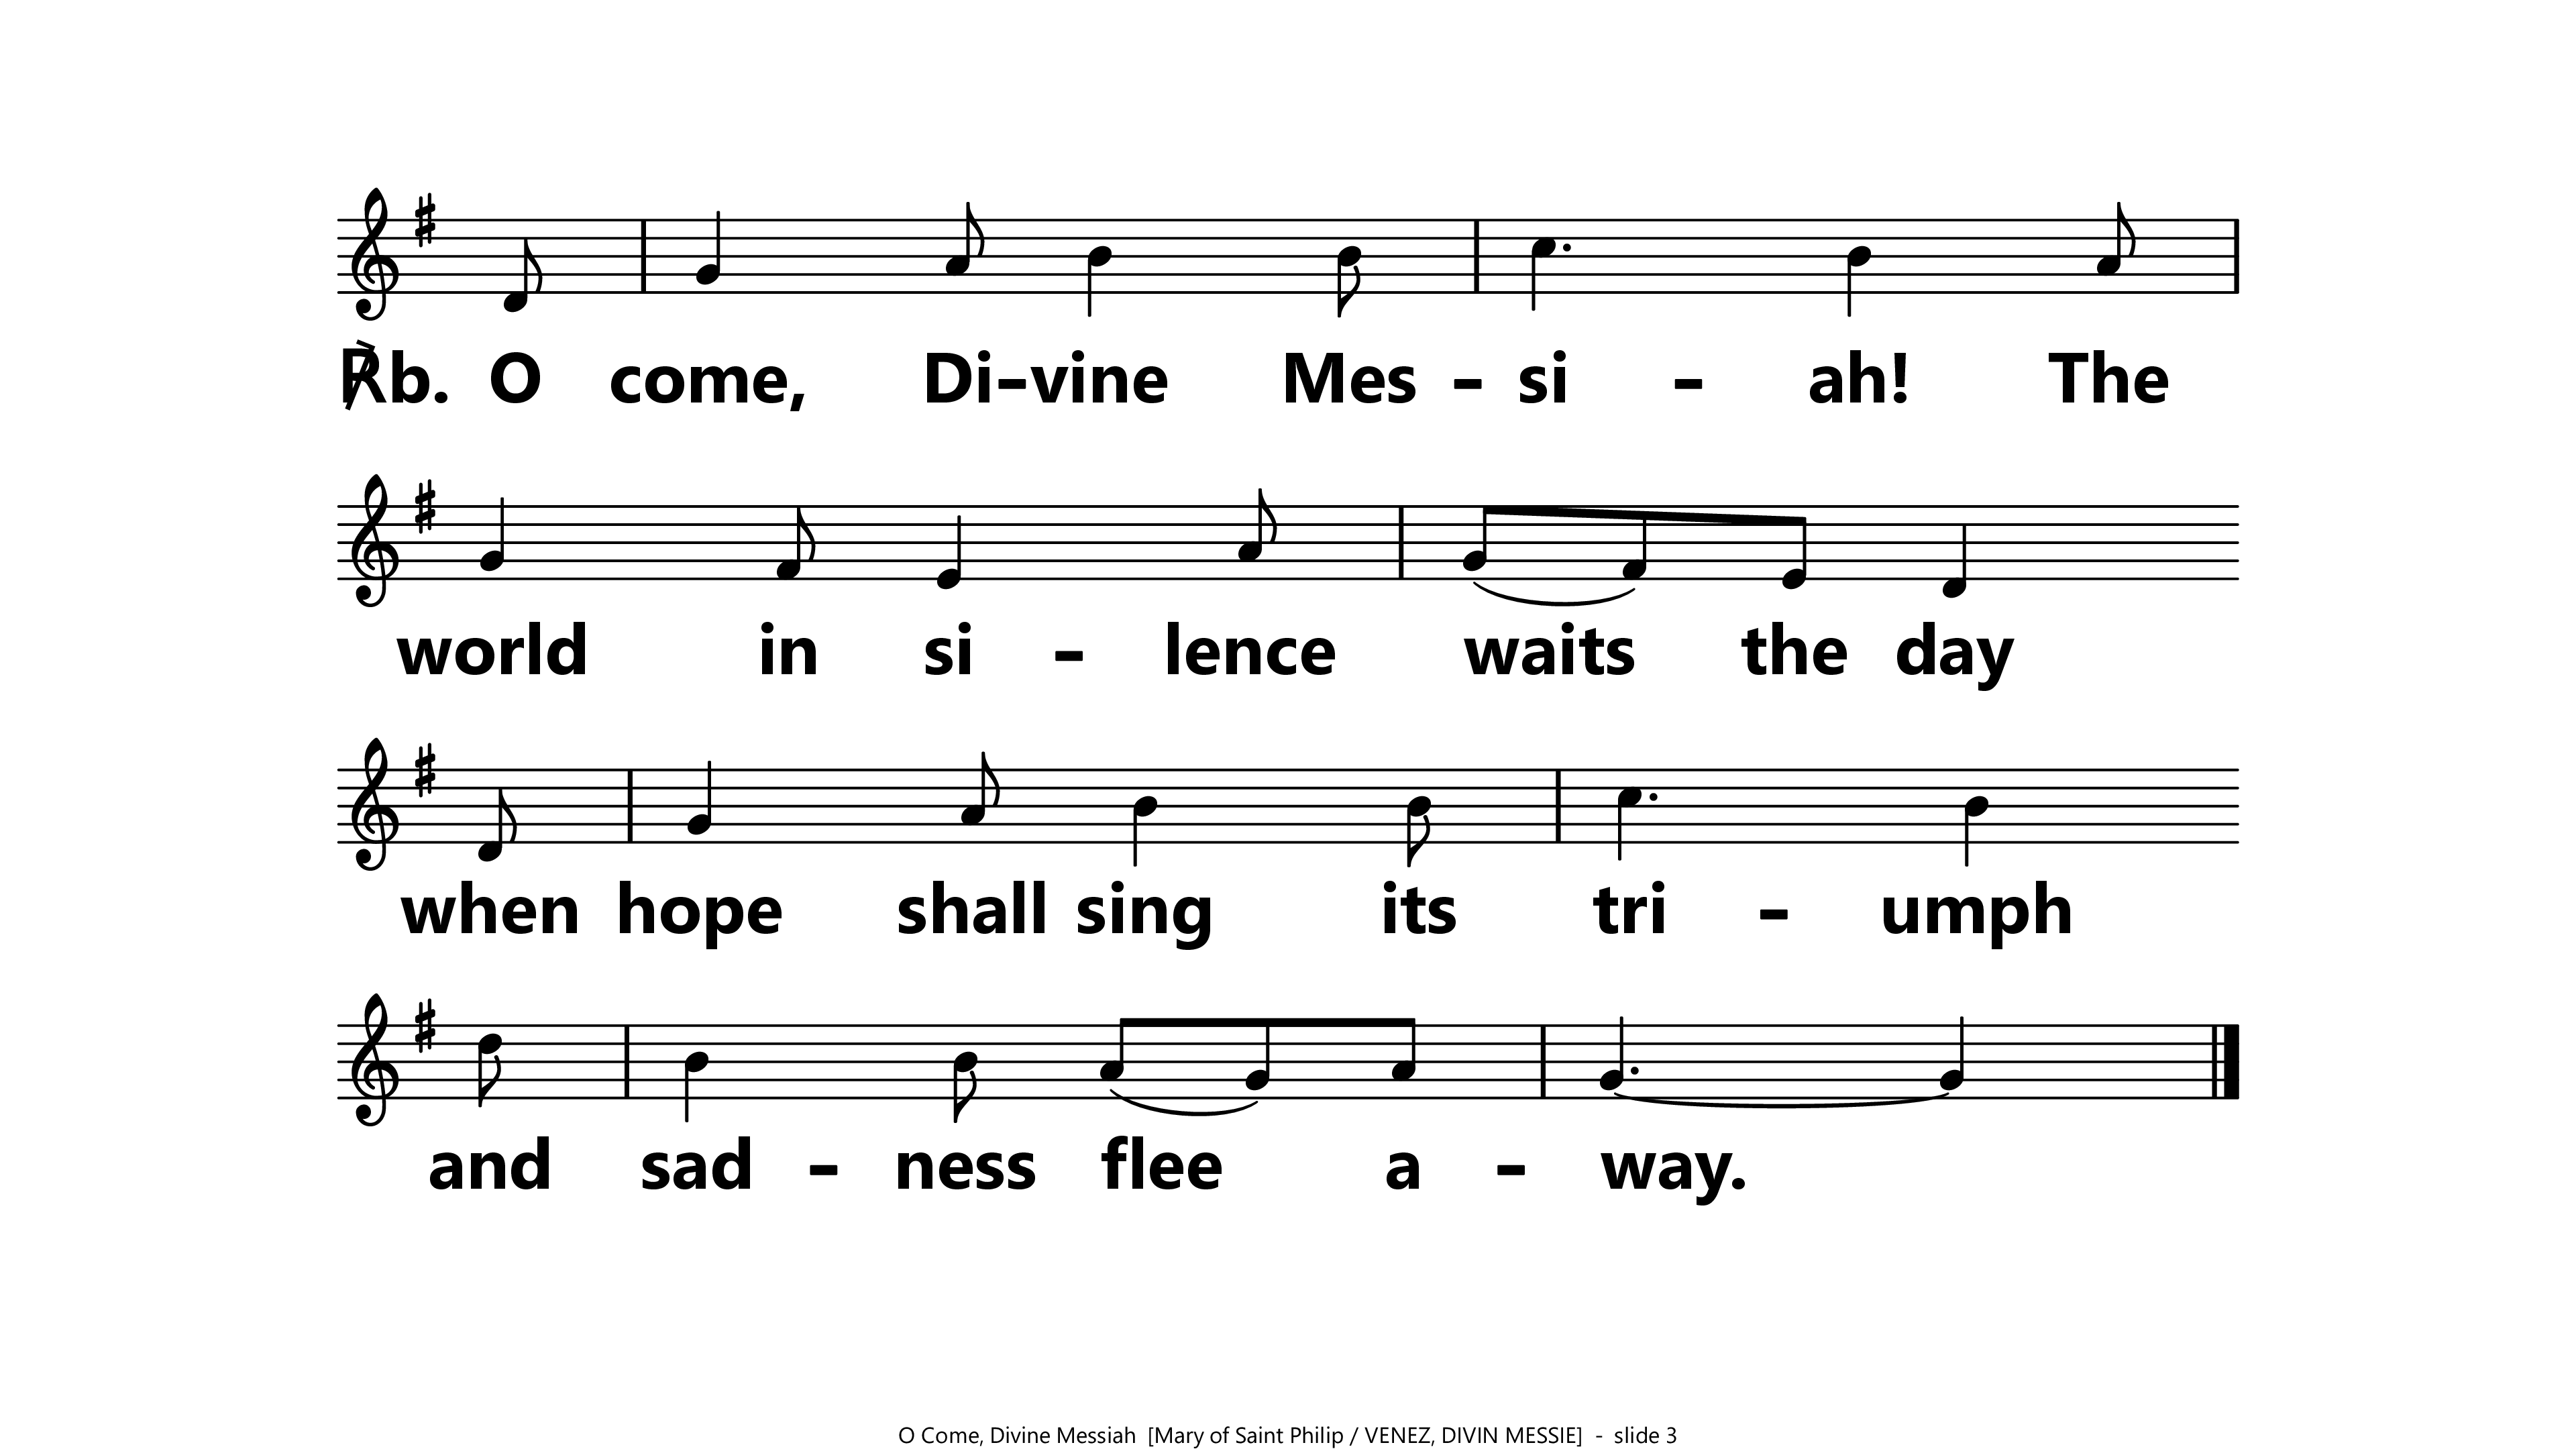 ℟b. O come, Di–vine Mes – si – ah! The
world in si – lence waits the day
when hope shall sing its tri – umph
and sad – ness flee a – way.
O Come, Divine Messiah [Mary of Saint Philip / VENEZ, DIVIN MESSIE] - slide 3